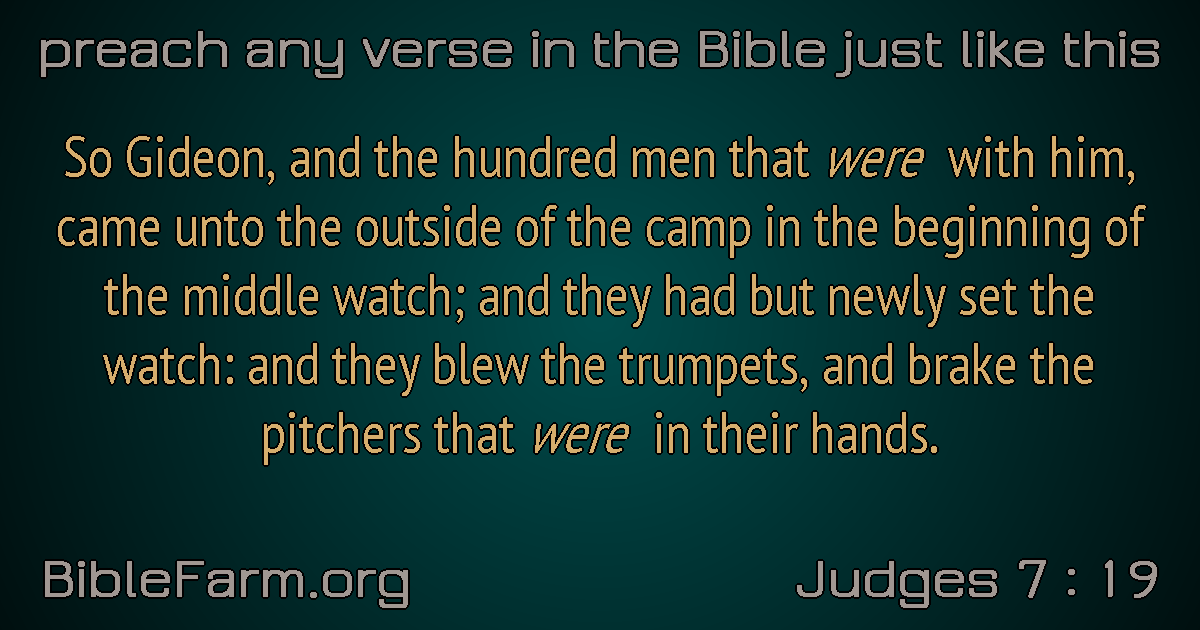 preach any verse in the Bible just like this
So Gideon, and the hundred men that were with him,
came unto the outside of the camp in the beginning of
the middle watch; and they had but newly set the
watch: and they blew the trumpets, and brake the
pitchers that were in their hands.
BibleFarm.org
Judges 7 : 19